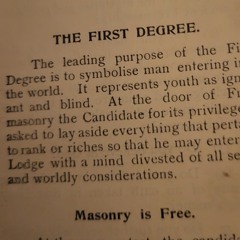 THE FIRST DEGREE.
The leading purpose of the Fi
Degree is to symbolise man entering in
the world. It represents youth as ign
ant and blind. At the door of Fr
masonry the Candidate for its privilege
asked to lay aside everything that perta
to rank or riches so that he may enter
Lodge with a mind divested of all se
and worldly considerations.
Masonry is Free.